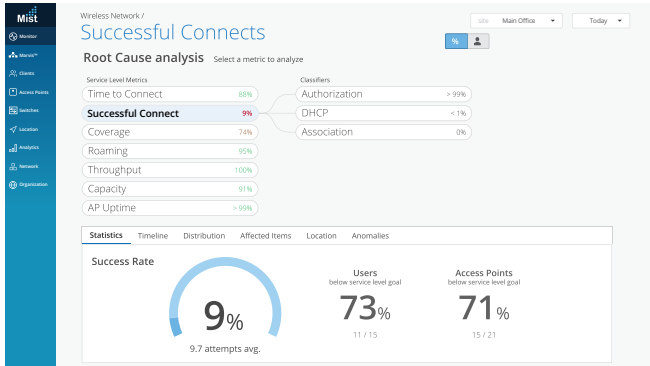 Mist
Wireless Network /
Successful Connects
site Main Office
Today
%
Monitor
Marvis™
Clients
Access Points
Switches
Location
Analytics
Network
Organization
Root Cause analysis Select a metric to analyze
Service Level Metrics
Classifiers
Time to Connect 88%
Authorization > 99%
Successful Connect 9%
DHCP < 1%
Coverage 74%
Association 0%
Roaming 95%
Throughput 100%
Capacity 91%
AP Uptime > 99%
Statistics Timeline Distribution Affected Items Location Anomalies
Success Rate
9%
9.7 attempts avg.
Users
below service level goal
73%
11 / 15
Access Points
below service level goal
71%
15 / 21